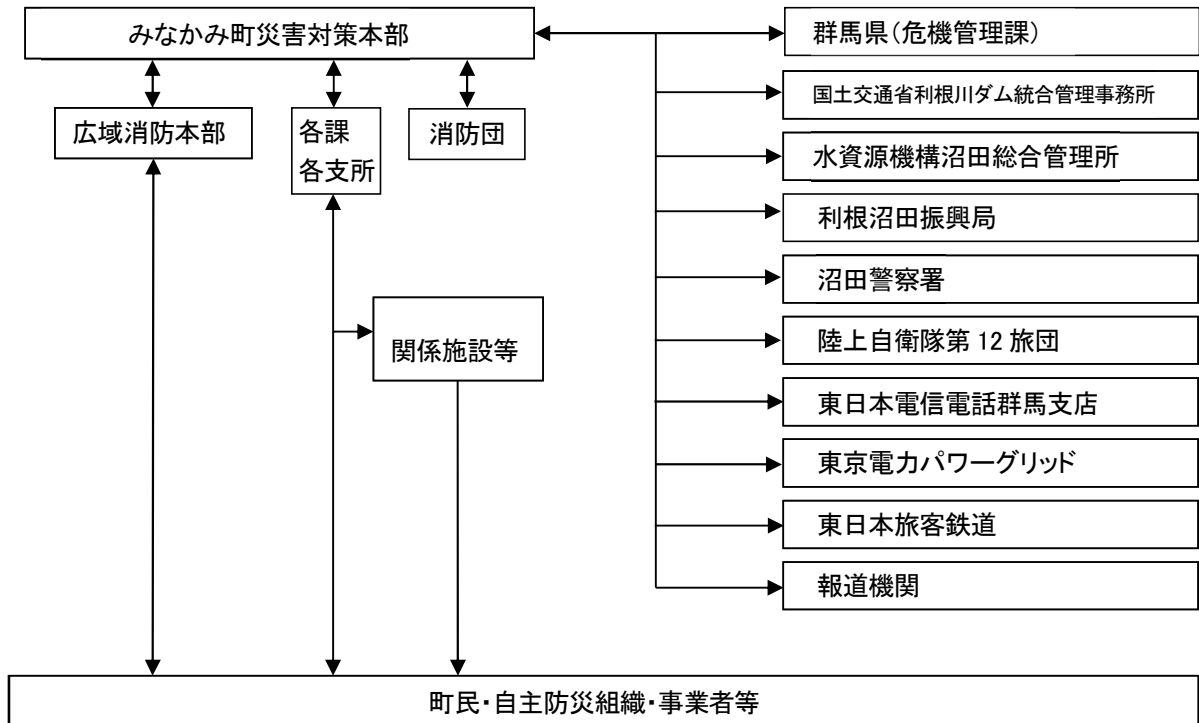 みなかみ町災害対策本部
群馬県（危機管理課）
国土交通省利根川ダム統合管理事務所
広域消防本部
各課
各支所
消防団
水資源機構沼田総合管理所
利根沼田振興局
沼田警察署
関係施設等
陸上自衛隊第 12 旅団
東日本電信電話群馬支店
東京電力パワーグリッド
東日本旅客鉄道
報道機関
町民・自主防災組織・事業者等